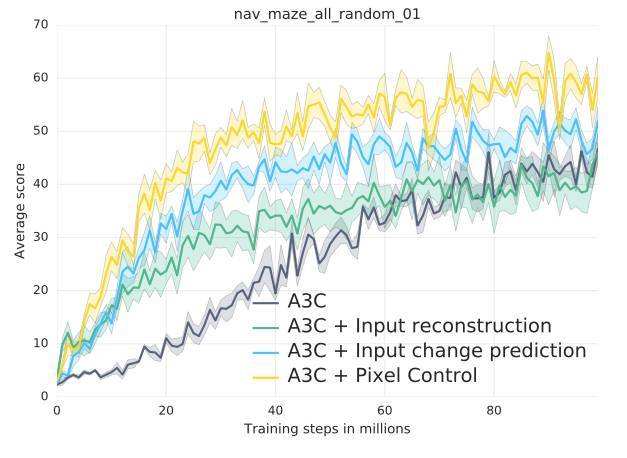 nav_maze_all_random_01
70
60
50
40
30
20
10
0
Average score
0 20 40 60 80
Training steps in millions
A3C
A3C + Input reconstruction
A3C + Input change prediction
A3C + Pixel Control